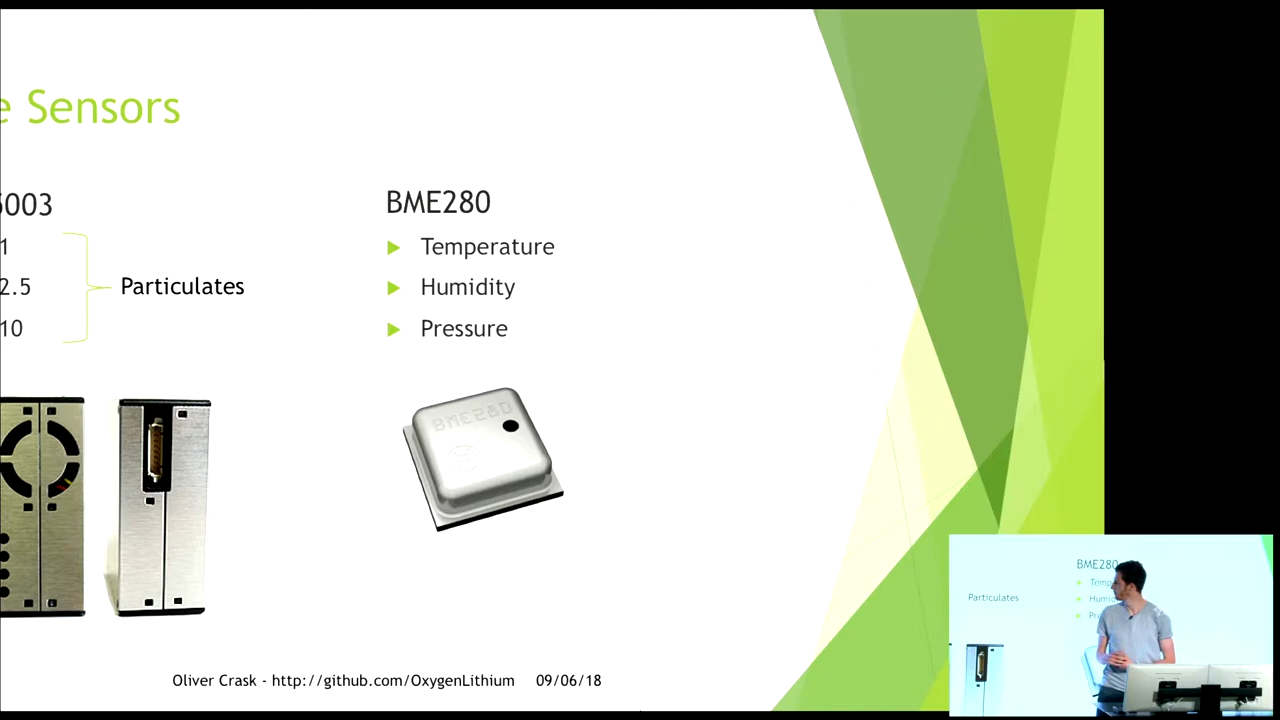 e Sensors
5003
1
2.5
10
Particulates
BME280
Temperature
Humidity
Pressure
BME280
Oliver Crask - http://github.com/OxygenLithium 09/06/18
BME280
Particulates